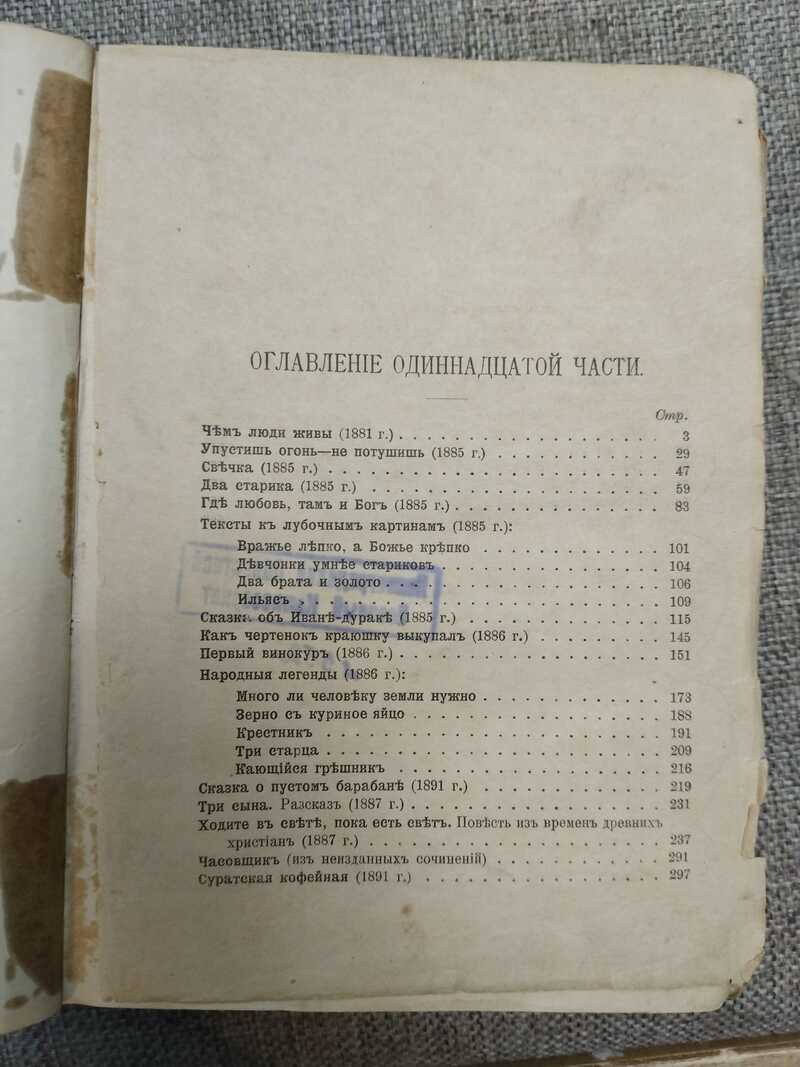 ОГЛАВЛЕНІЕ ОДИННАДЦАТОЙ ЧАСТИ.
Стр.
Чѣмъ люди живы (1881 г.) . . . . . . . . . . . . . . . . . . . 3
Упустишь огонь—не потушишь (1885 г.) . . . . . . . . . . . . 29
Свѣчка (1885 г.) . . . . . . . . . . . . . . . . . . . . . . . 47
Два старика (1885 г.) . . . . . . . . . . . . . . . . . . . . 59
Гдѣ любовь, тамъ и Богъ (1885 г.) . . . . . . . . . . . . . . 83
Тексты къ лубочнымъ картинамъ (1885 г.):
Вражье лѣпко, а Божье крѣпко . . . . . . . . . . . . . 101
Дѣвчонки умнѣе стариковъ . . . . . . . . . . . . . . . 104
Два брата и золото . . . . . . . . . . . . . . . . . . . 106
Ильясъ . . . . . . . . . . . . . . . . . . . . . . . . . 109
Сказка объ Иванѣ-дуракѣ (1885 г.) . . . . . . . . . . . . . . 115
Какъ чертенокъ краюшку выкупалъ (1886 г.) . . . . . . . . . 145
Первый винокуръ (1886 г.) . . . . . . . . . . . . . . . . . . 151
Народныя легенды (1886 г.):
Много ли человѣку земли нужно . . . . . . . . . . . . . 173
Зерно съ куриное яйцо . . . . . . . . . . . . . . . . . . 188
Крестникъ . . . . . . . . . . . . . . . . . . . . . . . . 191
Три старца . . . . . . . . . . . . . . . . . . . . . . . . 209
Кающійся грѣшникъ . . . . . . . . . . . . . . . . . . . 216
Сказка о пустомъ барабанѣ (1891 г.) . . . . . . . . . . . . . 219
Три сына. Разсказъ (1887 г.) . . . . . . . . . . . . . . . . . 231
Ходите въ свѣтѣ, пока есть свѣтъ. Повѣсть изъ временъ древнихъ
христіанъ (1887 г.) . . . . . . . . . . . . . . . . . . . . . 237
Часовщикъ (изъ неизданныхъ сочиненій) . . . . . . . . . . . 291
Суратская кофейная (1891 г.) . . . . . . . . . . . . . . . . 297